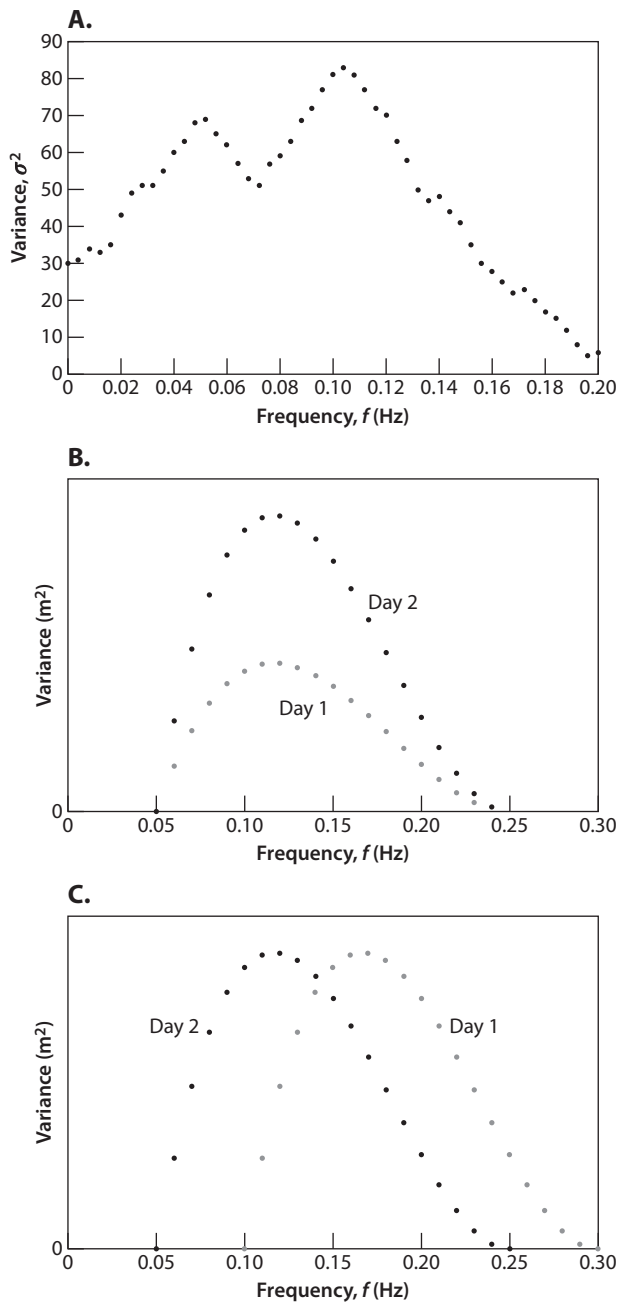 A.
90
80
70
60
50
40
30
20
10
0
Variance, σ²
0 0.02 0.04 0.06 0.08 0.10 0.12 0.14 0.16 0.18 0.20
Frequency, f (Hz)
B.
Variance (m²)
Day 2
Day 1
0
0 0.05 0.10 0.15 0.20 0.25 0.30
Frequency, f (Hz)
C.
Variance (m²)
Day 2 Day 1
0
0 0.05 0.10 0.15 0.20 0.25 0.30
Frequency, f (Hz)